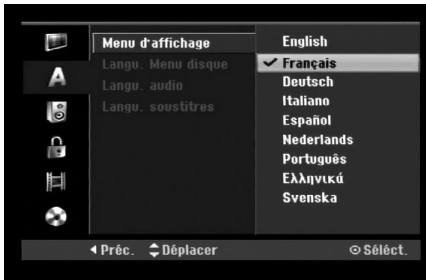 A
Menu d'affichage
Langu. Menu disque
Langu. audio
Langu. soustitres
English
Français
Deutsch
Italiano
Español
Nederlands
Português
Ελληνικά
Svenska
Préc. Déplacer Séléct.